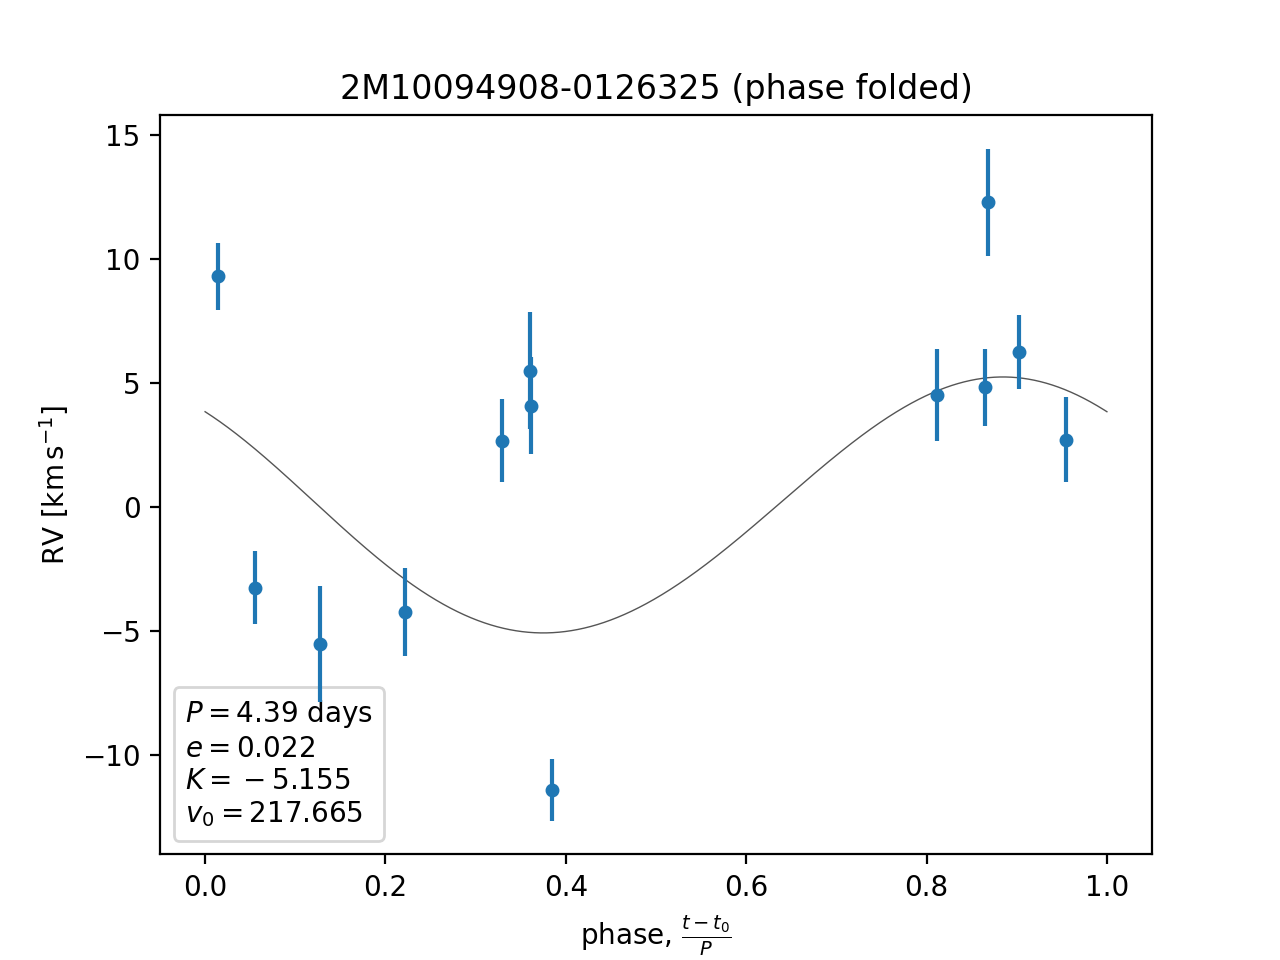 2M10094908-0126325 (phase folded)
15
10
5
0
−5
−10
RV [km s⁻¹]
P = 4.39 days
e = 0.022
K = −5.155
v₀ = 217.665
0.0 0.2 0.4 0.6 0.8 1.0
phase, (t − t₀)/P